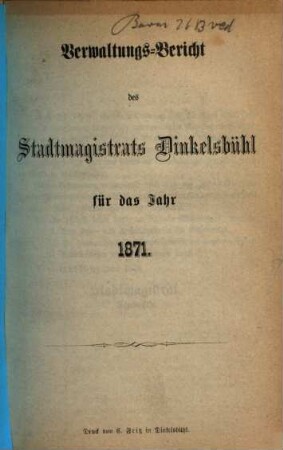 Verwaltungs-Bericht
des
Stadtmagistrats Dinkelsbühl
für das Jahr
1871.
Druck von C. Fritz in Dinkelsbühl.